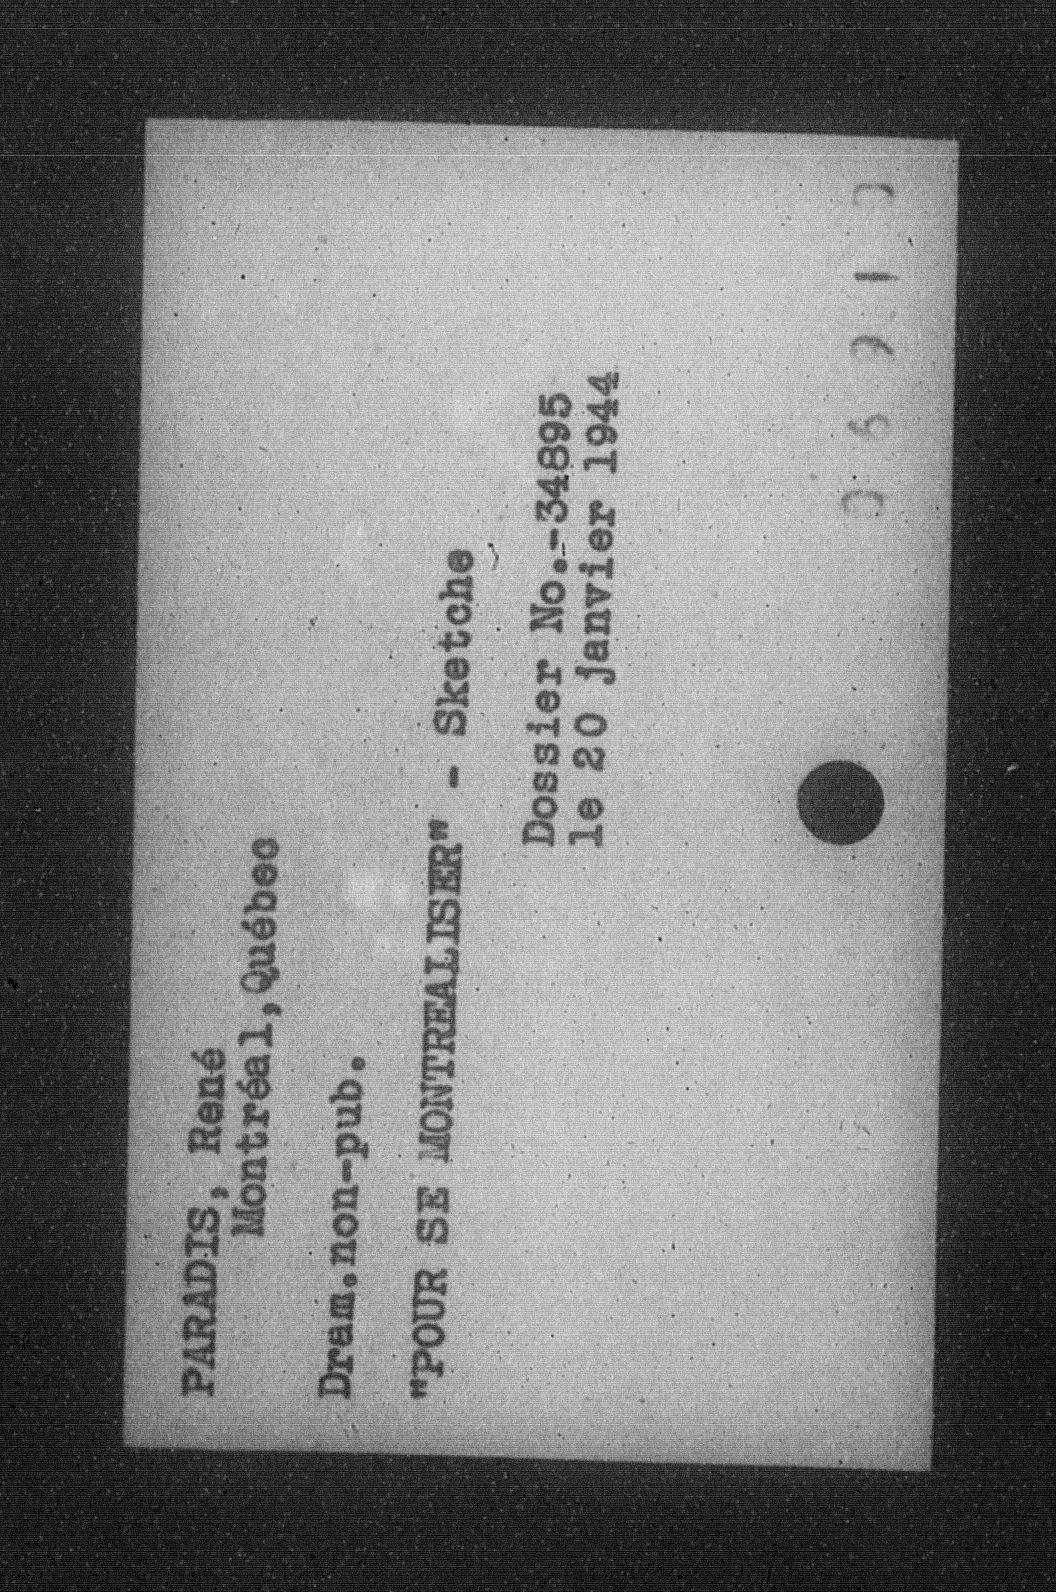 PARADIS, René
Montréal, Québec
Dram.non-pub.
"POUR SE MONTREALISER" - Sketche
Dossier No.-34895
le 20 janvier 1944